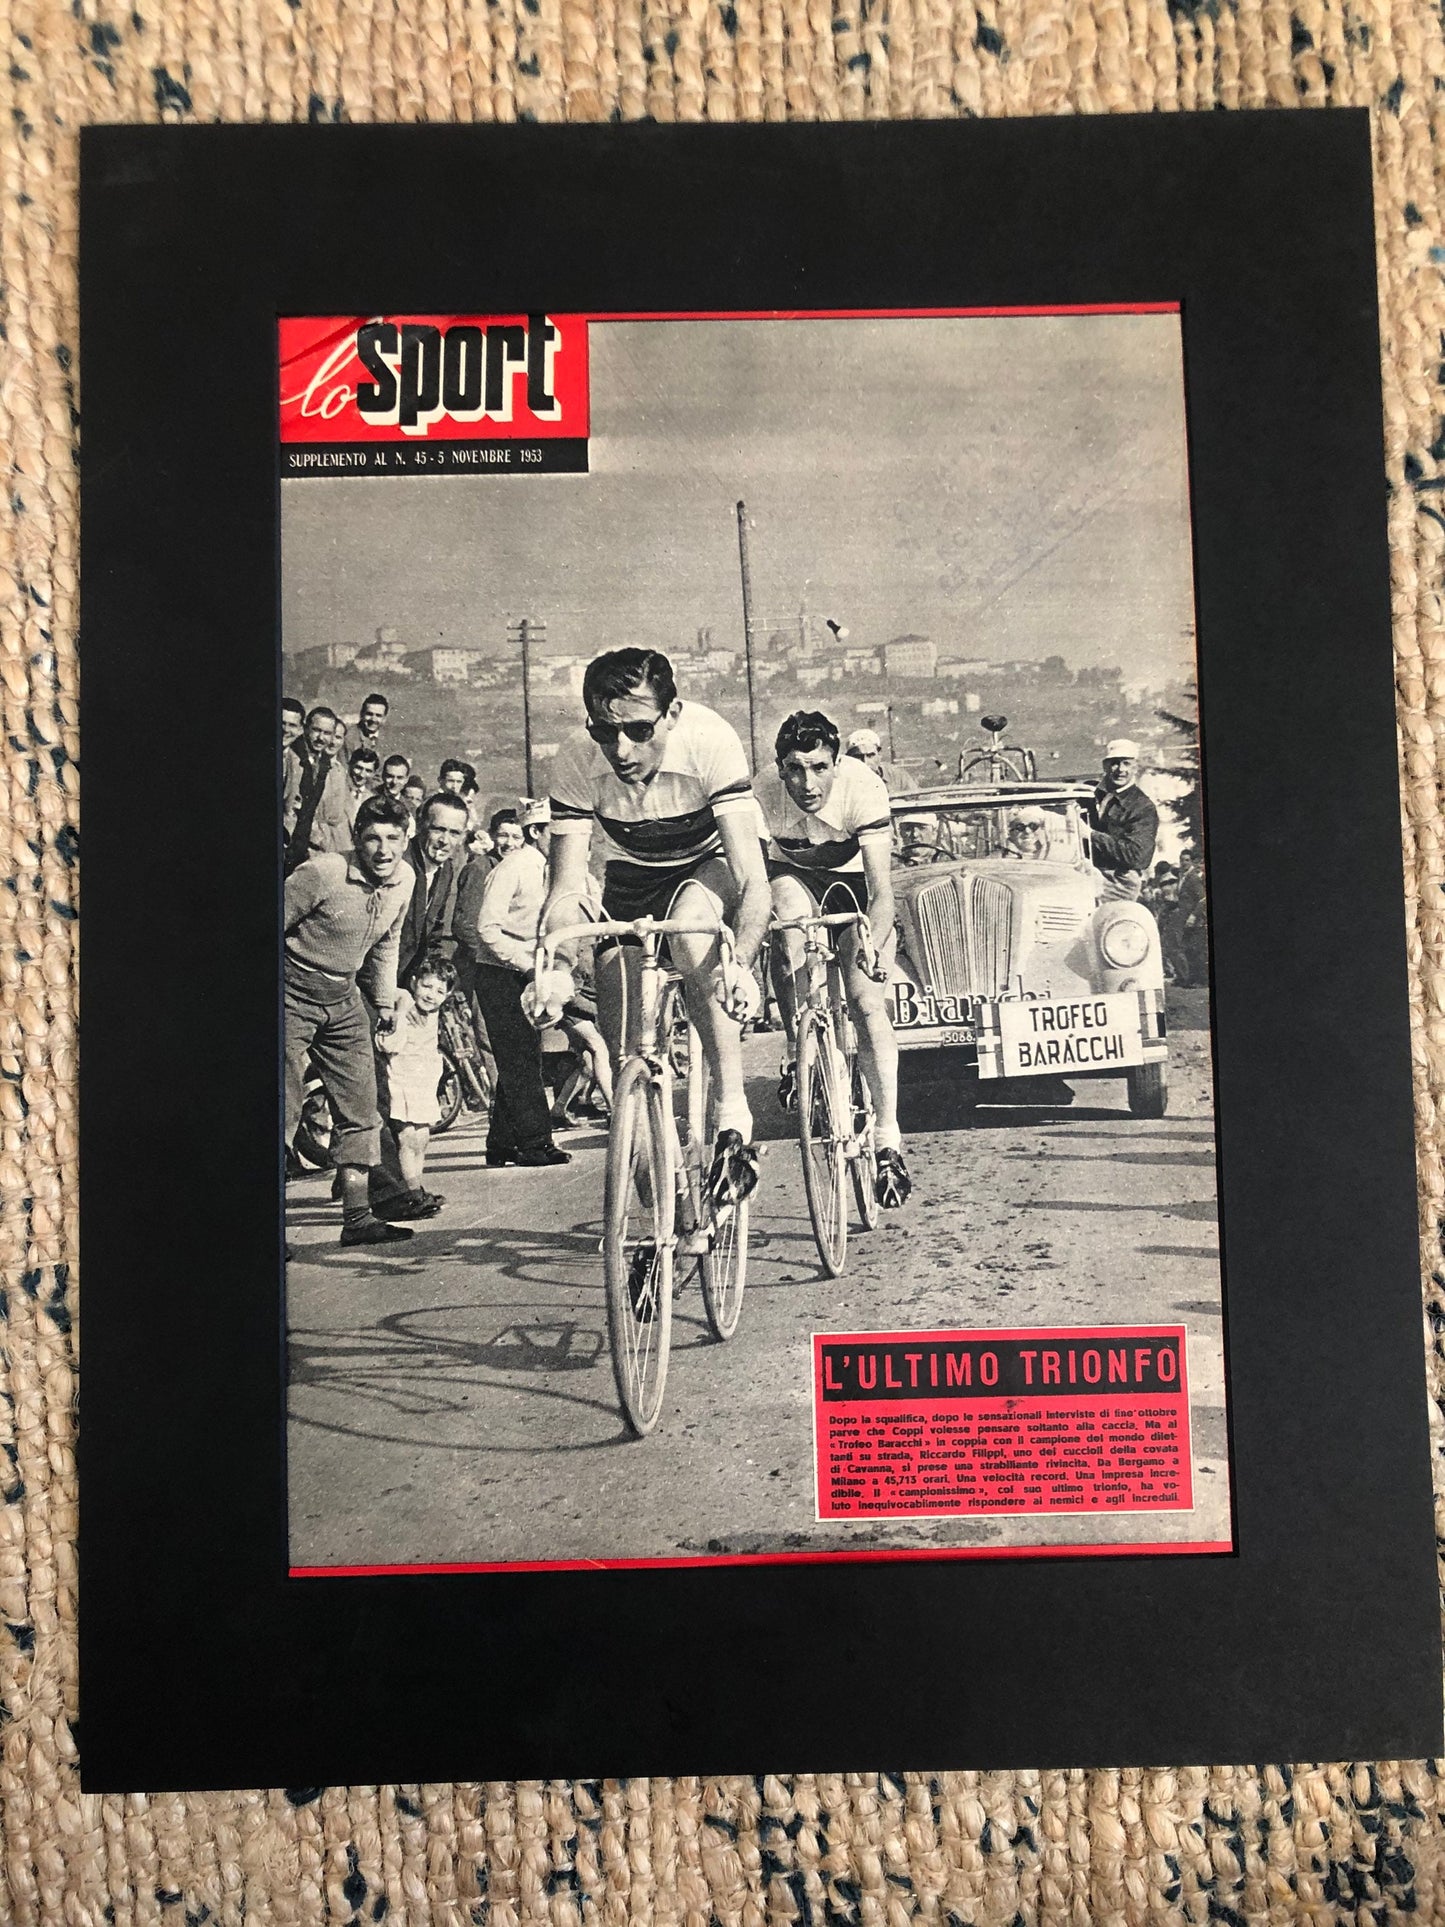 lo sport
SUPPLEMENTO AL N. 45 - 5 NOVEMBRE 1953
Bianchi
5088
TROFEO
BARACCHI
L'ULTIMO TRIONFO
Dopo la squalifica, dopo le sensazionali interviste di fine ottobre
parve che Coppi volesse pensare soltanto alla caccia. Ma al
« Trofeo Baracchi » in coppia con il campione del mondo dilet-
tanti su strada, Riccardo Filippi, uno dei cuccioli della covata
di Cavanna, si prese una strabiliante rivincita. Da Bergamo a
Milano a 45,713 orari. Una velocità record. Una impresa incre-
dibile. Il « campionissimo », col suo ultimo trionfo, ha vo-
luto inequivocabilmente rispondere ai nemici e agli increduli.